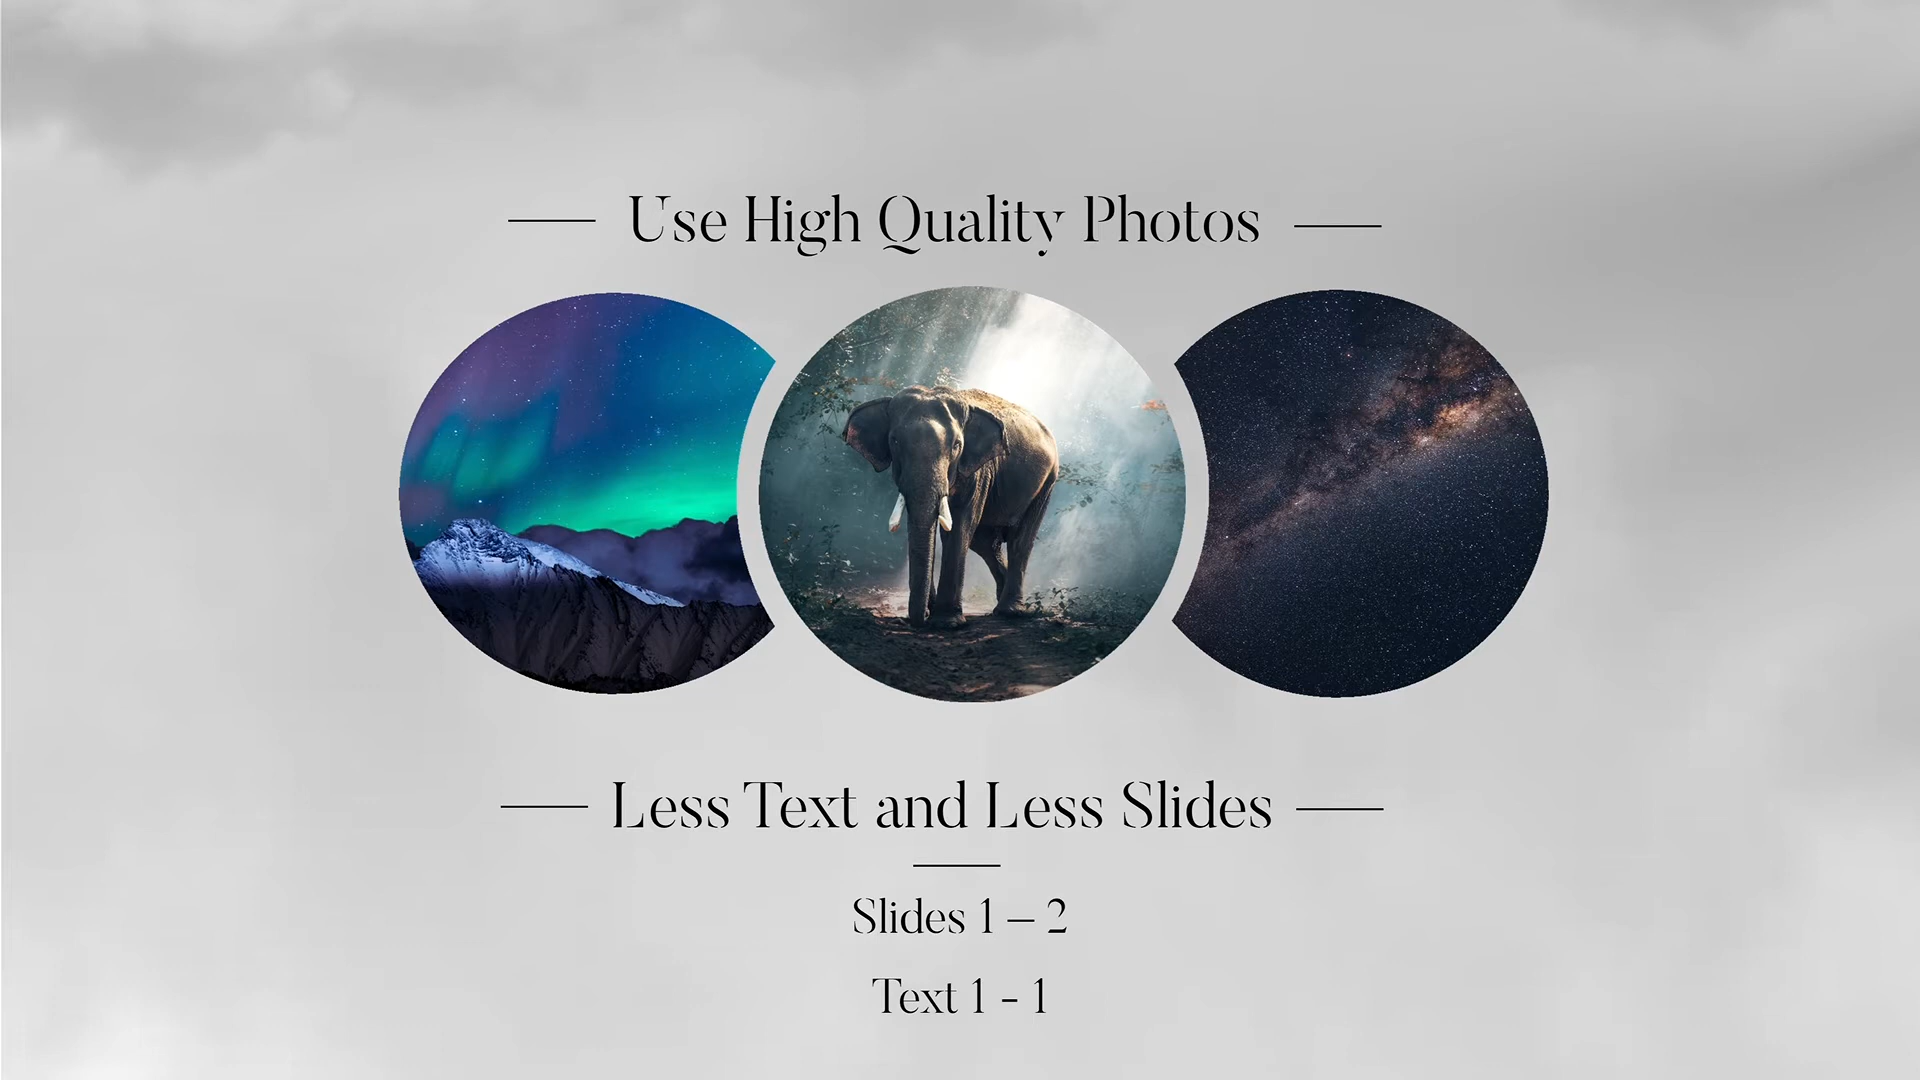 Use High Quality Photos
Less Text and Less Slides
Slides 1 – 2
Text 1 - 1